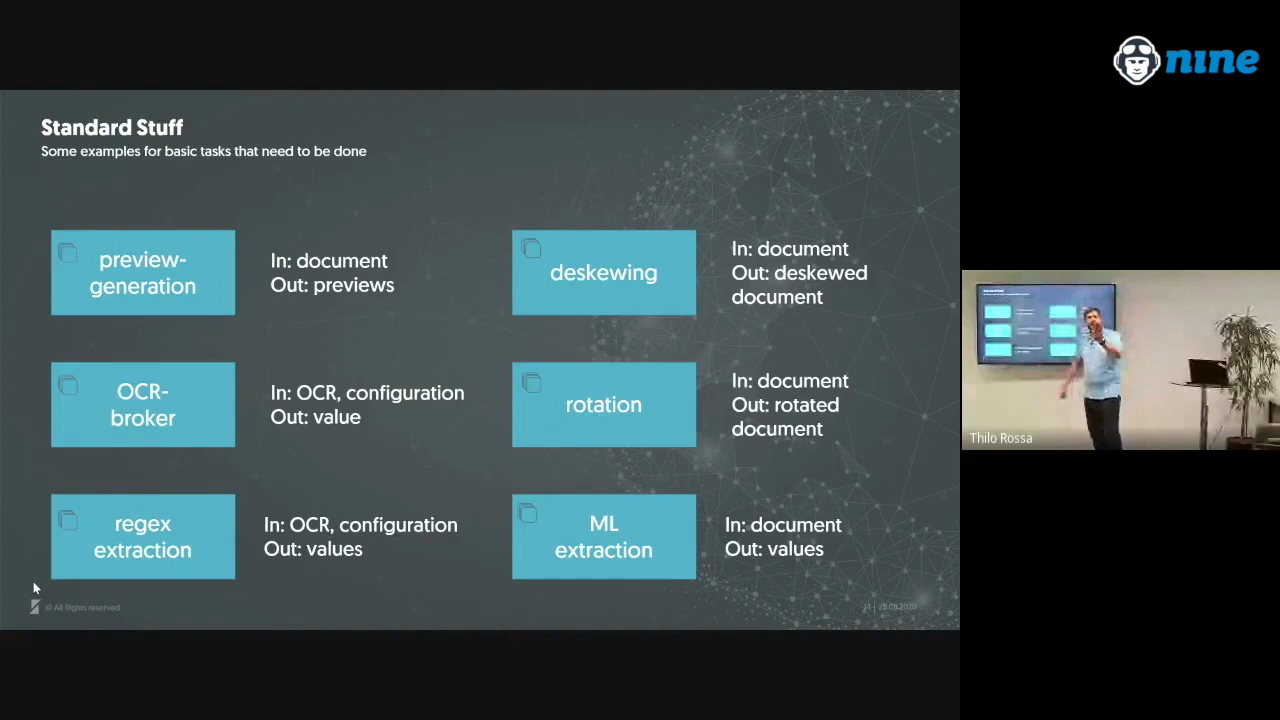 nine
Standard Stuff
Some examples for basic tasks that need to be done
preview-
generation
In: document
Out: previews
deskewing
In: document
Out: deskewed
document
OCR-
broker
In: OCR, configuration
Out: value
rotation
In: document
Out: rotated
document
regex
extraction
In: OCR, configuration
Out: values
ML
extraction
In: document
Out: values
© All Rights reserved
14 | 25.08.2020
Thilo Rossa